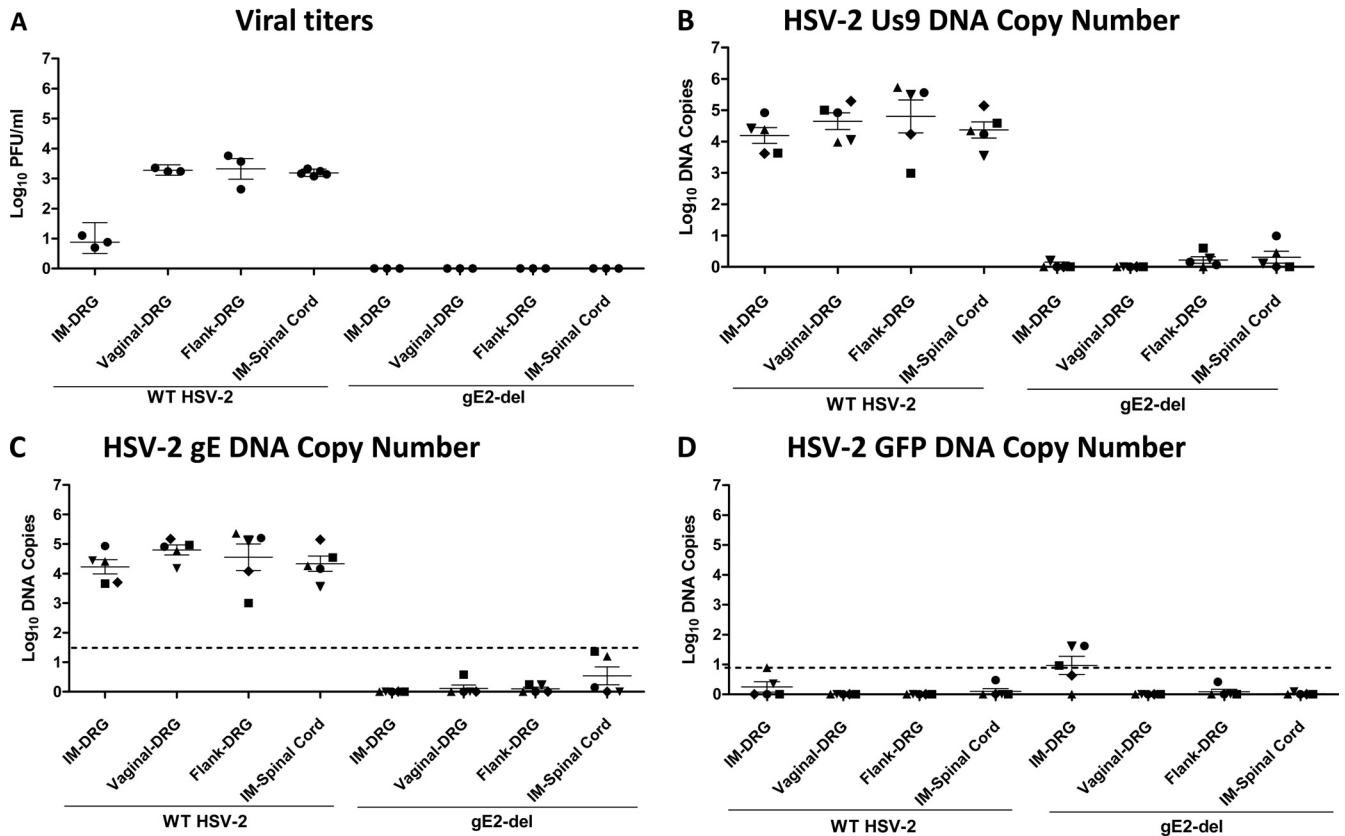 A
Viral titers
Log10 PFU/ml
7
6
5
4
3
2
1
0
IM-DRG
Vaginal-DRG
Flank-DRG
IM-Spinal Cord
IM-DRG
Vaginal-DRG
Flank-DRG
IM-Spinal Cord
WT HSV-2
gE2-del
B
HSV-2 Us9 DNA Copy Number
Log10 DNA Copies
7
6
5
4
3
2
1
0
IM-DRG
Vaginal-DRG
Flank-DRG
IM-Spinal Cord
IM-DRG
Vaginal-DRG
Flank-DRG
IM-Spinal Cord
WT HSV-2
gE2-del
C
HSV-2 gE DNA Copy Number
Log10 DNA Copies
7
6
5
4
3
2
1
0
IM-DRG
Vaginal-DRG
Flank-DRG
IM-Spinal Cord
IM-DRG
Vaginal-DRG
Flank-DRG
IM-Spinal Cord
WT HSV-2
gE2-del
D
HSV-2 GFP DNA Copy Number
Log10 DNA Copies
7
6
5
4
3
2
1
0
IM-DRG
Vaginal-DRG
Flank-DRG
IM-Spinal Cord
IM-DRG
Vaginal-DRG
Flank-DRG
IM-Spinal Cord
WT HSV-2
gE2-del